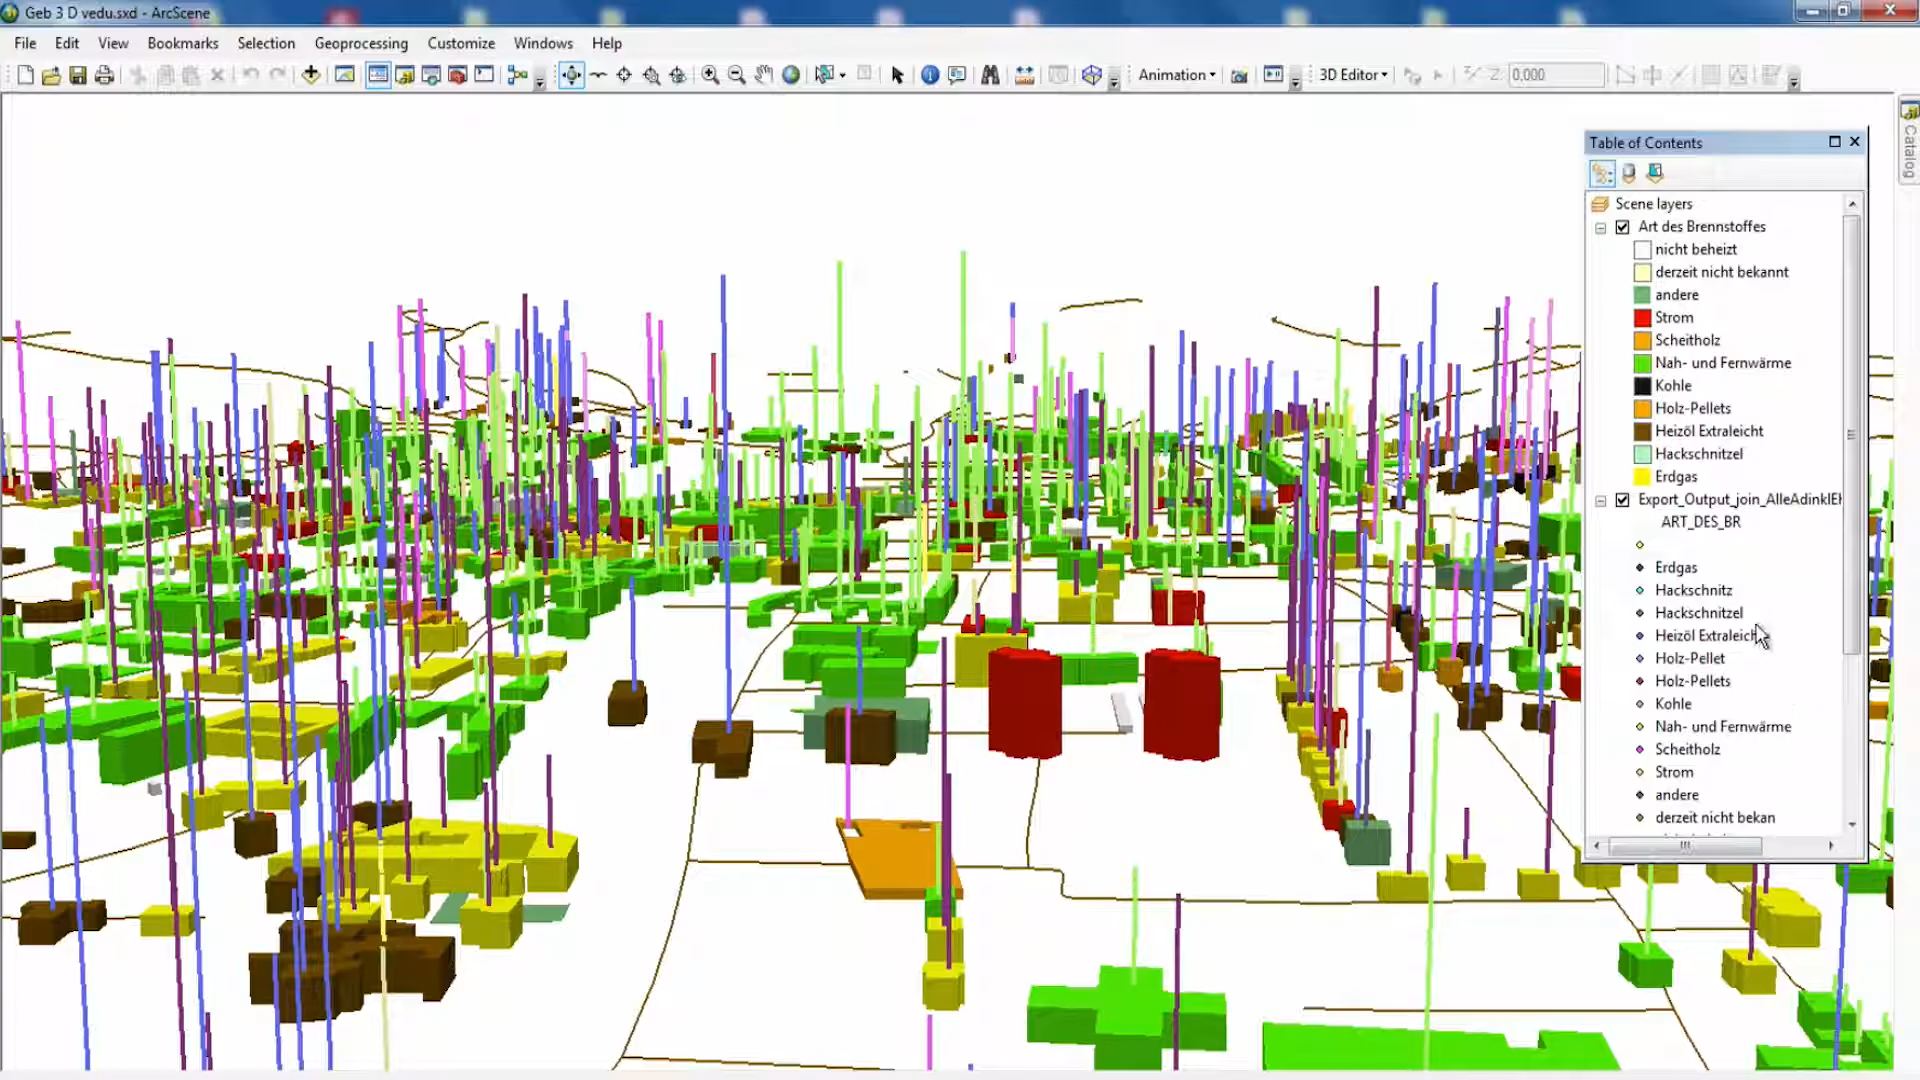 Geb 3 D vedu.sxd - ArcScene
File Edit View Bookmarks Selection Geoprocessing Customize Windows Help
Animation 3D Editor Z: 0,000
Catalog
Table of Contents
Scene layers
Art des Brennstoffes
nicht beheizt
derzeit nicht bekannt
andere
Strom
Scheitholz
Nah- und Fernwärme
Kohle
Holz-Pellets
Heizöl Extraleicht
Hackschnitzel
Erdgas
Export_Output_join_AlleAdinklEH
ART_DES_BR
Erdgas
Hackschnitz
Hackschnitzel
Heizöl Extraleich
Holz-Pellet
Holz-Pellets
Kohle
Nah- und Fernwärme
Scheitholz
Strom
andere
derzeit nicht bekan